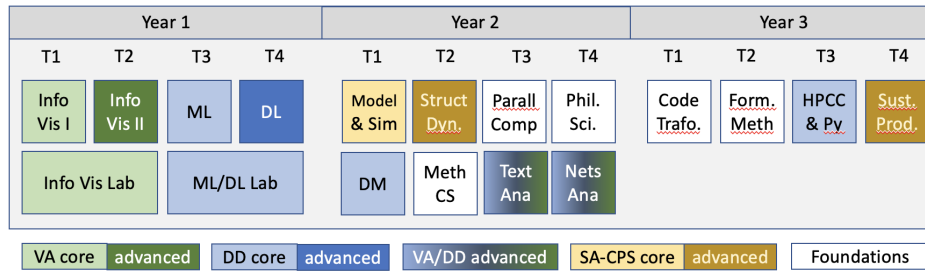 Year 1 Year 2 Year 3
T1 T2 T3 T4 T1 T2 T3 T4 T1 T2 T3 T4
Info Info ML DL Model Struct Parall Phil. Code Form. HPCC Sust.
Vis I Vis II & Sim Dyn. Comp Sci. Trafo. Meth & Py Prod.
Info Vis Lab ML/DL Lab DM Meth Text Nets
CS Ana Ana
VA core advanced DD core advanced VA/DD advanced SA-CPS core advanced Foundations